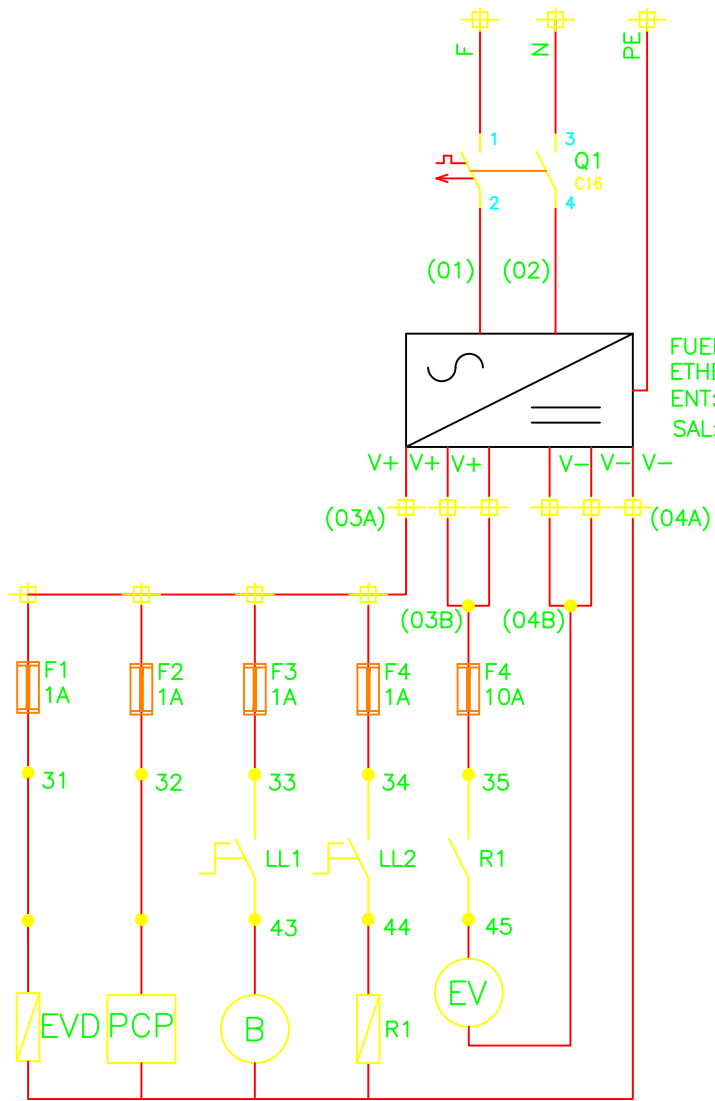 F
N
PE
1
3
Q1
C16
2
4
(01)
(02)
ENT:
SAL:
V+ V+ V+
V- V- V-
(03A)
(04A)
(03B)
(04B)
F1
1A
F2
1A
F3
1A
F4
1A
F4
10A
31
32
33
34
35
LL1
LL2
R1
43
44
45
EVD
PCP
B
R1
EV